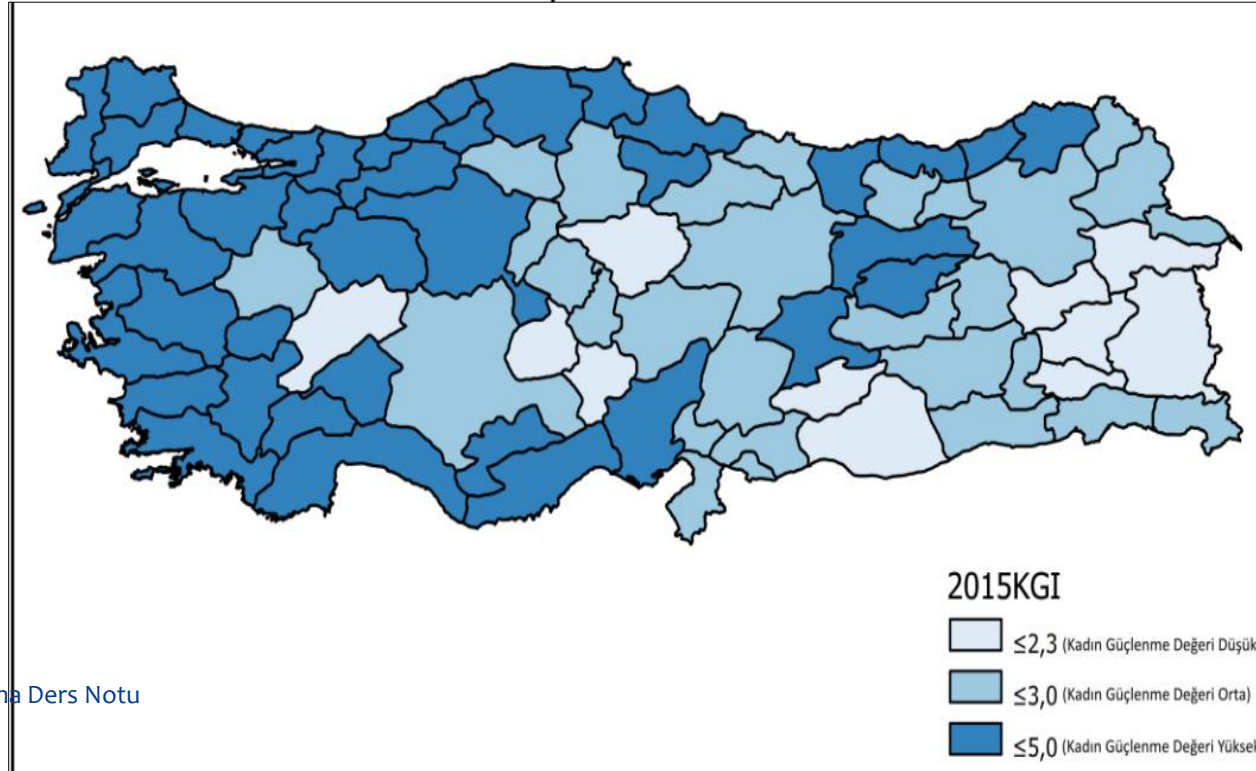 2015KGI
≤2,3 (Kadın Güçlenme Değeri Düşük
≤3,0 (Kadın Güçlenme Değeri Orta)
≤5,0 (Kadın Güçlenme Değeri Yüksek
Ders Notu